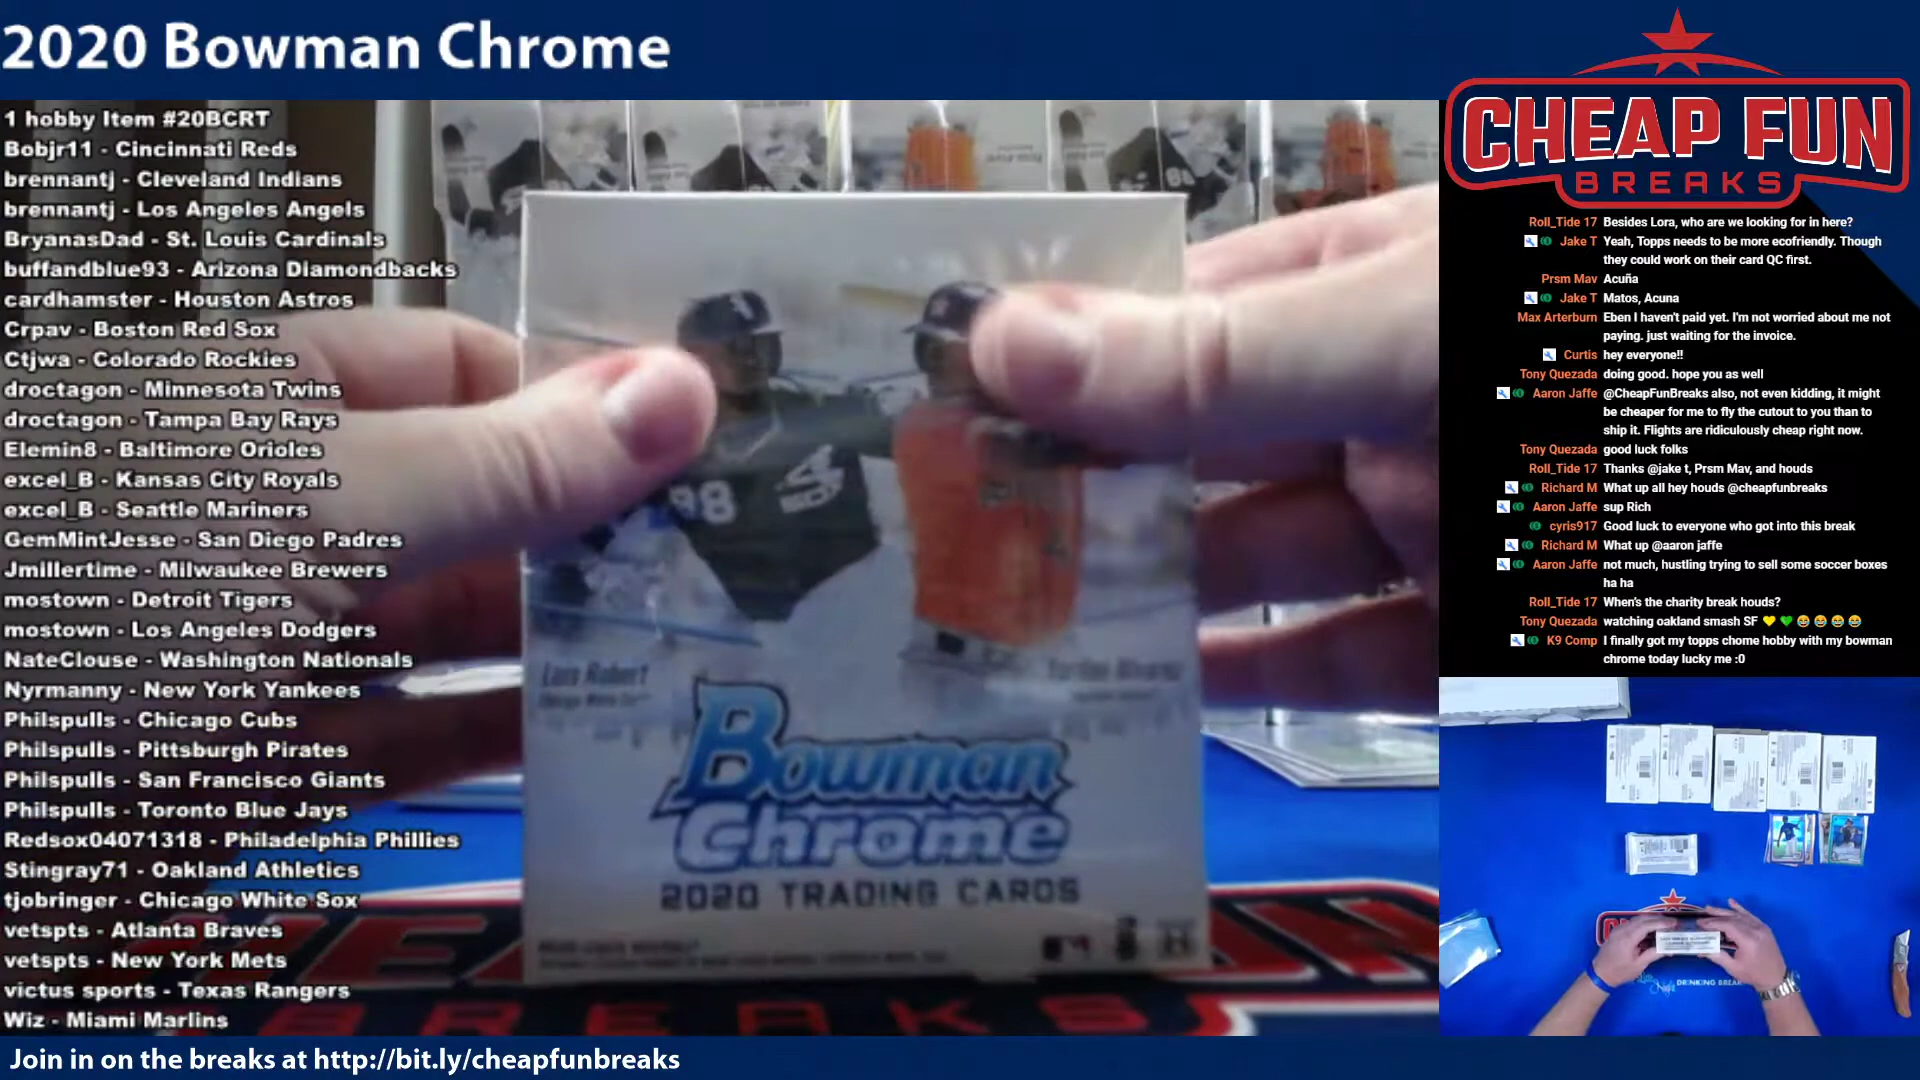 2020 Bowman Chrome
1 hobby Item #20BCRT
Bobjr11 - Cincinnati Reds
brennantj - Cleveland Indians
brennantj - Los Angeles Angels
BryanasDad - St. Louis Cardinals
buffandblue93 - Arizona Diamondbacks
cardhamster - Houston Astros
Crpav - Boston Red Sox
Ctjwa - Colorado Rockies
droctagon - Minnesota Twins
droctagon - Tampa Bay Rays
Elemin8 - Baltimore Orioles
excel_B - Kansas City Royals
excel_B - Seattle Mariners
GemMintJesse - San Diego Padres
Jmillertime - Milwaukee Brewers
mostown - Detroit Tigers
mostown - Los Angeles Dodgers
NateClouse - Washington Nationals
Nyrmanny - New York Yankees
Philspulls - Chicago Cubs
Philspulls - Pittsburgh Pirates
Philspulls - San Francisco Giants
Philspulls - Toronto Blue Jays
Redsox04071318 - Philadelphia Phillies
Stingray71 - Oakland Athletics
tjobringer - Chicago White Sox
vetspts - Atlanta Braves
vetspts - New York Mets
victus sports - Texas Rangers
Wiz - Miami Marlins
88
Luis Robert
Yordan Alvarez
Bowman
Chrome
2020 TRADING CARDS
BREAKS
CHEAP FUN
BREAKS
Roll_Tide 17 Besides Lora, who are we looking for in here?
Jake T Yeah, Topps needs to be more ecofriendly. Though
they could work on their card QC first.
Prsm Mav Acuña
Jake T Matos, Acuna
Max Arterburn Eben I haven't paid yet. I'm not worried about me not
paying. just waiting for the invoice.
Curtis hey everyone!!
Tony Quezada doing good. hope you as well
Aaron Jaffe @CheapFunBreaks also, not even kidding, it might
be cheaper for me to fly the cutout to you than to
ship it. Flights are ridiculously cheap right now.
Tony Quezada good luck folks
Roll_Tide 17 Thanks @jake t, Prsm Mav, and houds
Richard M What up all hey houds @cheapfunbreaks
Aaron Jaffe sup Rich
cyris917 Good luck to everyone who got into this break
Richard M What up @aaron jaffe
Aaron Jaffe not much, hustling trying to sell some soccer boxes
ha ha
Roll_Tide 17 When's the charity break houds?
Tony Quezada watching oakland smash SF 💛 💚 😂 😂 😂 😂
K9 Comp I finally got my topps chome hobby with my bowman
chrome today lucky me :0
DRINKING BREAK
Join in on the breaks at http://bit.ly/cheapfunbreaks